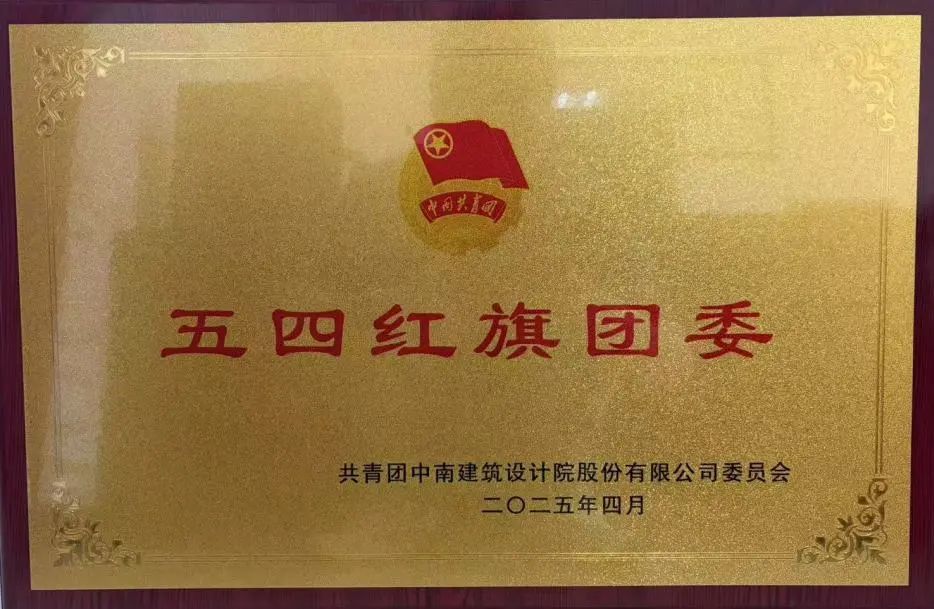 中国共青团
五四红旗团委
共青团中南建筑设计院股份有限公司委员会
二〇二五年四月